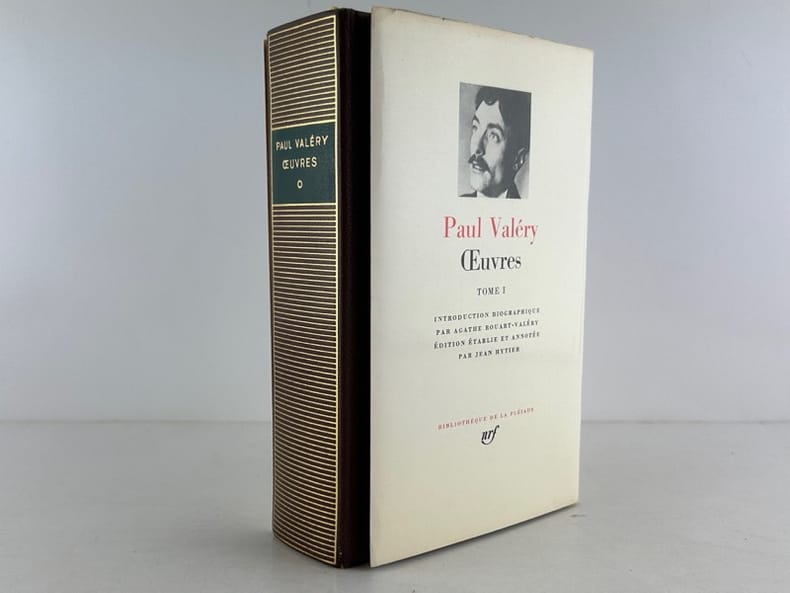 PAUL VALÉRY
ŒUVRES
Paul Valéry
Œuvres
TOME I
INTRODUCTION BIOGRAPHIQUE
PAR AGATHE ROUART-VALÉRY
ÉDITION ÉTABLIE ET ANNOTÉE
PAR JEAN HYTIER
BIBLIOTHÈQUE DE LA PLÉIADE
nrf